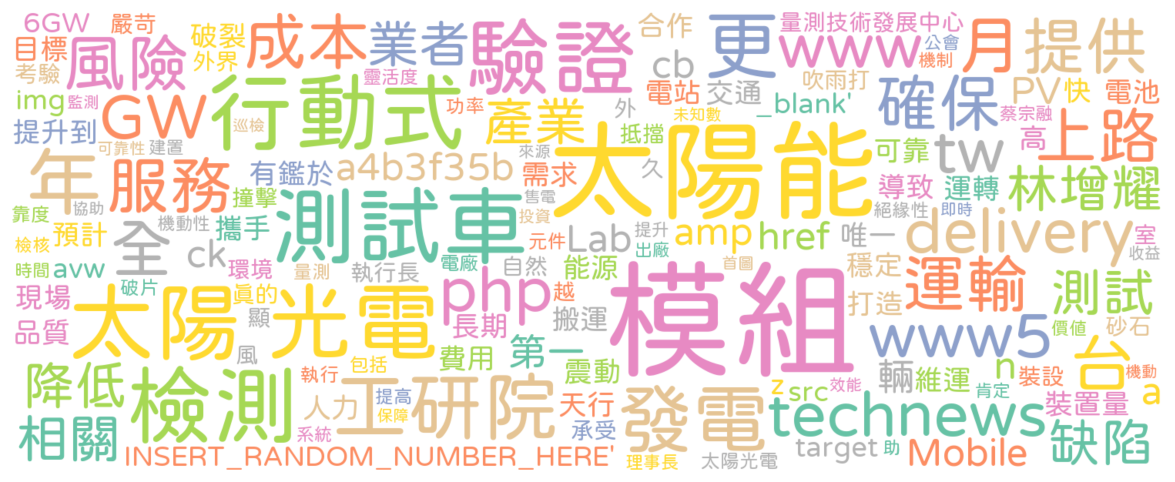 6GW
嚴苛
目標
考驗
風險
破裂
外界
成本
業者
靈活度
驗證
合作
cb
更
量測技術發展中心
www
公會
機制
月
提供
img
監測
提升到
GW
行動式
巡檢
功率
產業
外
抵擋
電站
交通
吹雨打
_blank'
未知數
確保
PV
快
電池
蔡宗融
高
上路
可靠性
建置
年
服務
有鑑於
a4b3f35b
需求
來源
久
售電
太陽能
可靠
tw
導致
運轉
林增耀
撞擊
靠度
協助
預計
機動性
攜手
測試車
投資
元件
Lab
提升
amp
href
唯一
絕緣性
即時
delivery
室
收益
檢核
時間
avw
全
ck
環境
量測
執行長
電廠
自然
出廠
能源
首圖
穩定
運輸
測試
現場
品質
破片
太陽光電
真的
顯
php
長期
越
搬運
模組
打造
www5
價值
砂石
降低
風
包括
費用
第一
震動
輛
維運
n
裝設
台
機動
檢測
執行
人力
系統
工研院
提高
保障
天行
承受
發電
z
src
效能
肯定
裝置量
a
相關
INSERT_RANDOM_NUMBER_HERE'
理事長
太陽光電
technews
target
助
Mobile
缺陷